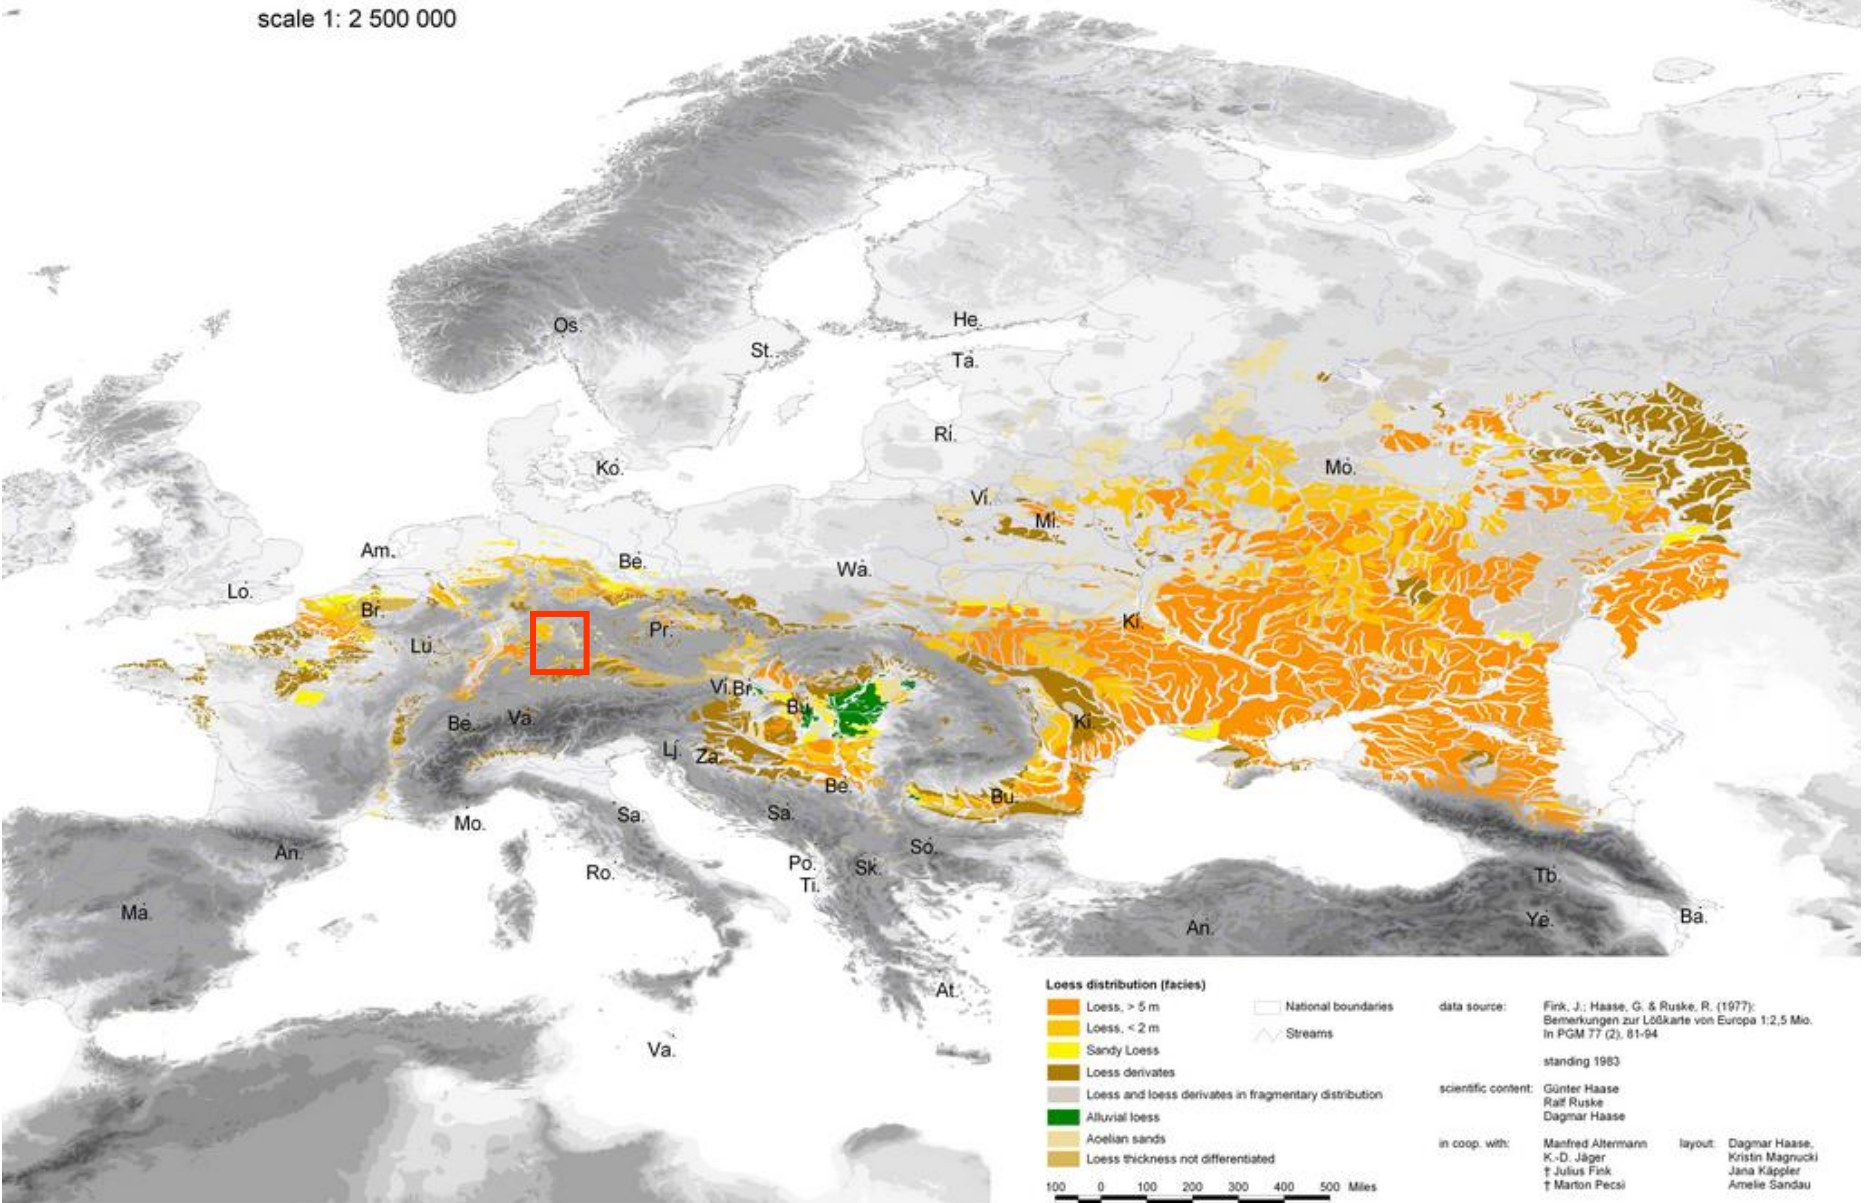 scale 1: 2 500 000
Os.
He.
St.
Ta.
Ri.
Ko.
Mo.
Vi.
Mi.
Am.
Be.
Wa.
Lo.
Br.
Ki.
Pr.
Lu.
Vi.
Br.
Bu.
Be.
Va.
Ki.
Lj.
Za.
Be.
Bu.
Sa.
Sa.
Mo.
An.
So.
Po.
Sk.
Ro.
Ti.
Tb.
Ma.
Ba.
An.
Ye.
At.
Va.
Loess distribution (facies)
Loess, > 5 m
Loess, < 2 m
Sandy Loess
Loess derivates
Loess and loess derivates in fragmentary distribution
Alluvial loess
Aoelian sands
Loess thickness not differentiated
National boundaries
Streams
100 0 100 200 300 400 500 Miles
data source: Fink, J.; Haase, G. & Ruske, R. (1977):
Bemerkungen zur Lößkarte von Europa 1:2,5 Mio.
In PGM 77 (2), 81-94
standing 1983
scientific content: Günter Haase
Ralf Ruske
Dagmar Haase
in coop. with: Manfred Altermann
K.-D. Jäger
† Julius Fink
† Marton Pecsi
layout: Dagmar Haase,
Kristin Magnucki
Jana Käppler
Amelie Sandau